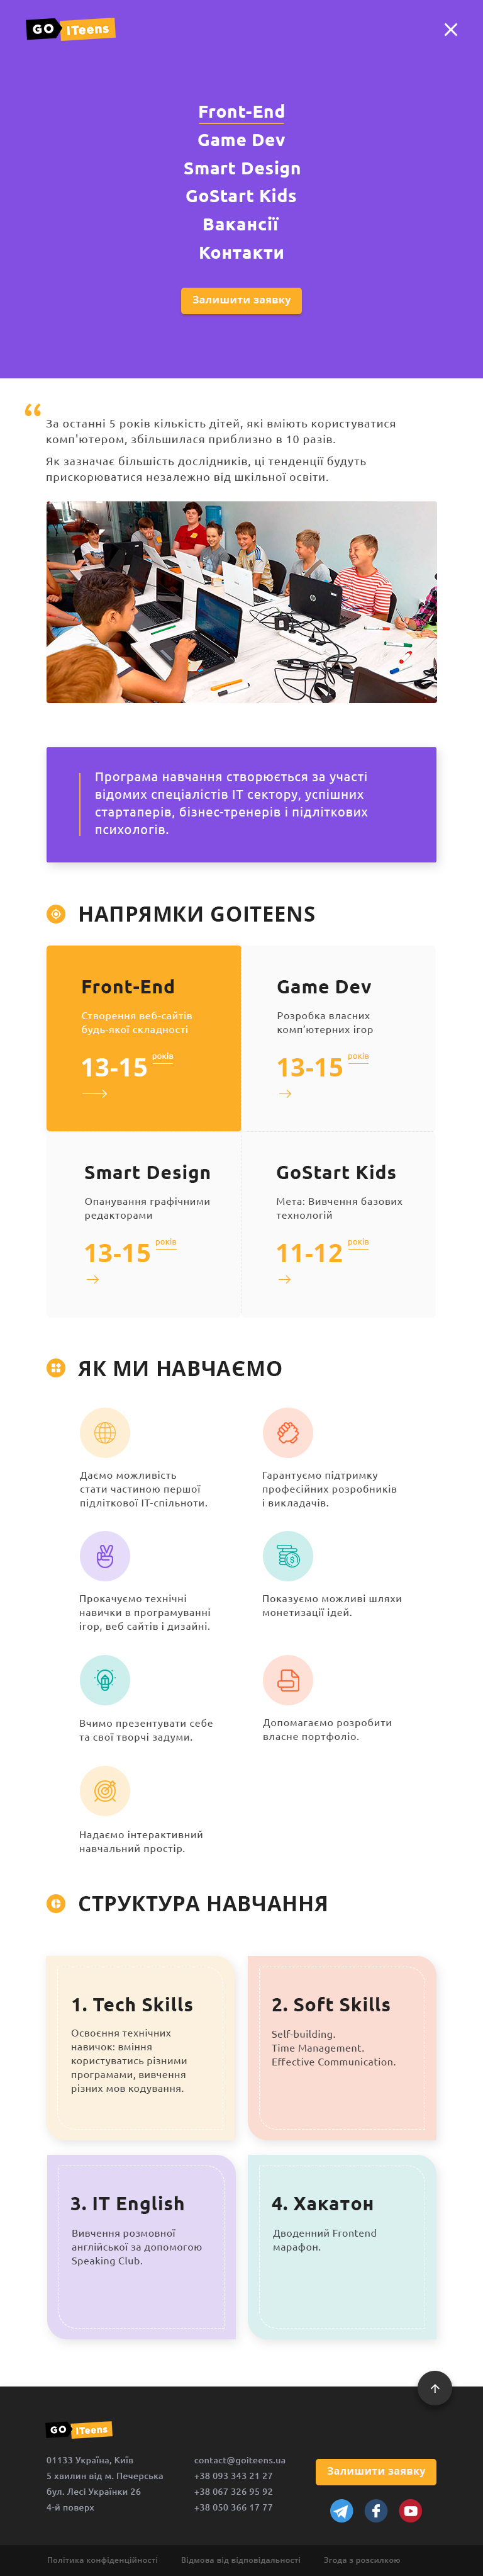 GO ITeens
Front-End
Game Dev
Smart Design
GoStart Kids
Вакансії
Контакти
Залишити заявку
“
За останні 5 років кількість дітей, які вміють користуватися
комп'ютером, збільшилася приблизно в 10 разів.
Як зазначає більшість дослідників, ці тенденції будуть
прискорюватися незалежно від шкільної освіти.
Програма навчання створюється за участі
відомих спеціалістів IT сектору, успішних
стартаперів, бізнес-тренерів і підліткових
психологів.
НАПРЯМКИ GOITEENS
Front-End
Створення веб-сайтів
будь-якої складності
13-15 років
Game Dev
Розробка власних
комп'ютерних ігор
13-15 років
Smart Design
Опанування графічними
редакторами
13-15 років
GoStart Kids
Мета: Вивчення базових
технологій
11-12 років
ЯК МИ НАВЧАЄМО
Даємо можливість
стати частиною першої
підліткової IT-спільноти.
Гарантуємо підтримку
професійних розробників
і викладачів.
Прокачуємо технічні
навички в програмуванні
ігор, веб сайтів і дизайні.
Показуємо можливі шляхи
монетизації ідей.
Вчимо презентувати себе
та свої творчі задуми.
Допомагаємо розробити
власне портфоліо.
Надаємо інтерактивний
навчальний простір.
СТРУКТУРА НАВЧАННЯ
1. Tech Skills
Освоєння технічних
навичок: вміння
користуватись різними
програмами, вивчення
різних мов кодування.
2. Soft Skills
Self-building.
Time Management.
Effective Communication.
3. IT English
Вивчення розмовної
англійської за допомогою
Speaking Club.
4. Хакатон
Дводенний Frontend
марафон.
GO ITeens
01133 Україна, Київ
5 хвилин від м. Печерська
бул. Лесі Українки 26
4-й поверх
contact@goiteens.ua
+38 093 343 21 27
+38 067 326 95 92
+38 050 366 17 77
Залишити заявку
Політика конфіденційності Відмова від відповідальності Згода з розсилкою